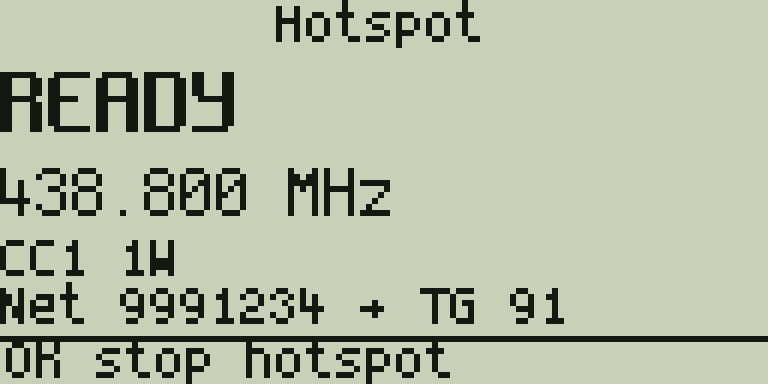 Hotspot
READY
438.800 MHz
CC1 1W
Net 9991234 → TG 91
OK stop hotspot